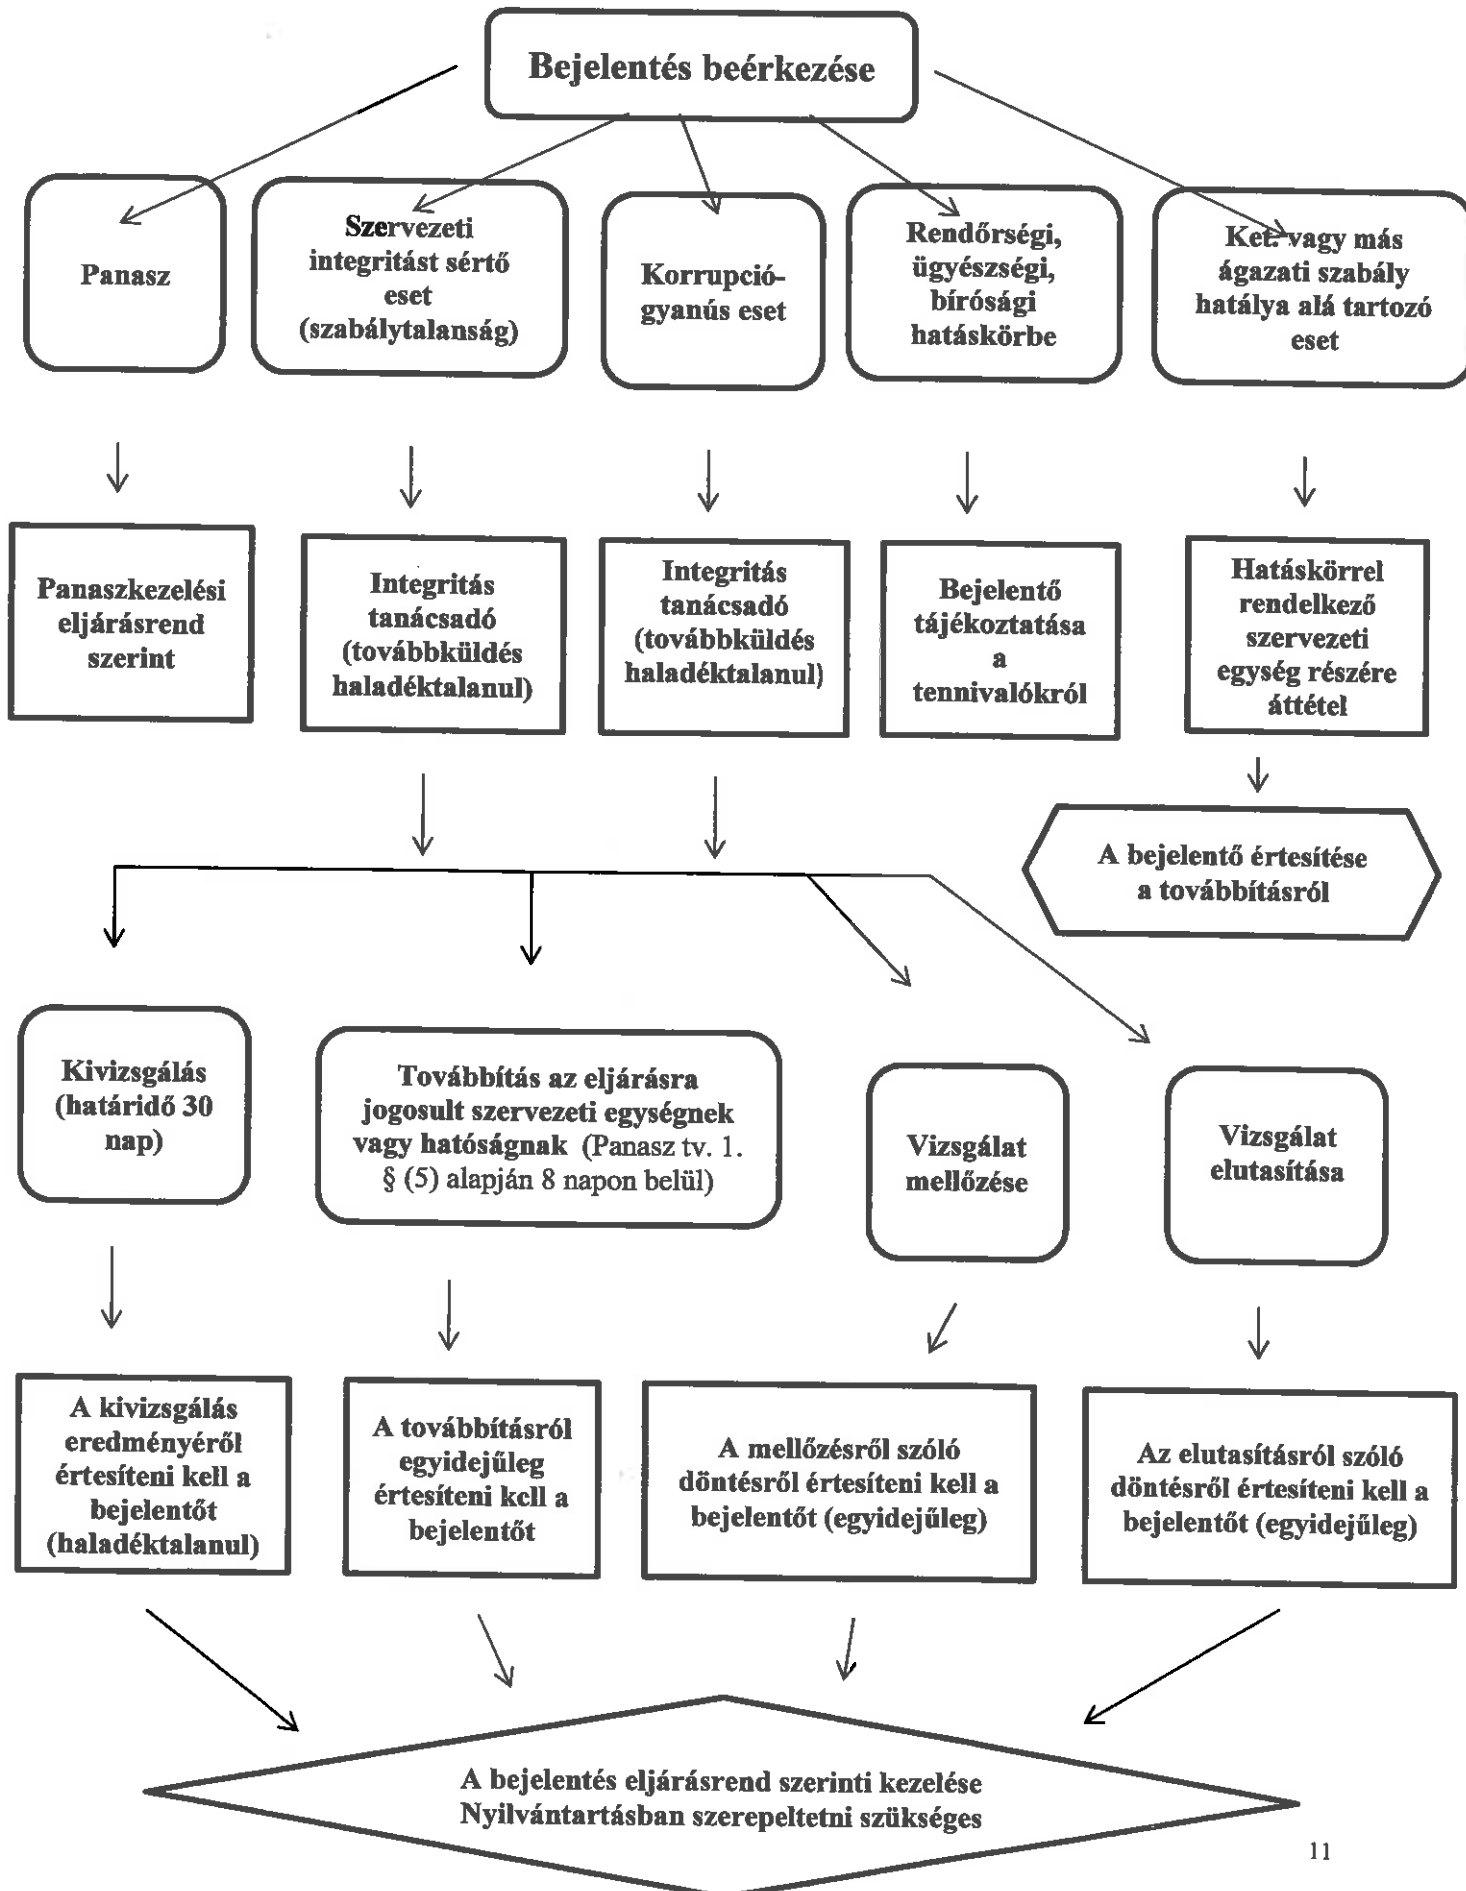 Bejelentés beérkezése
Panasz
Szervezeti
integritást sértő
eset
(szabálytalanság)
Korrupció-
gyanús eset
Rendőrségi,
ügyészségi,
bírósági
hatáskörbe
Ket. vagy más
ágazati szabály
hatálya alá tartozó
eset
Panaszkezelési
eljárásrend
szerint
Integritás
tanácsadó
(továbbküldés
haladéktalanul)
Integritás
tanácsadó
(továbbküldés
haladéktalanul)
Bejelentő
tájékoztatása
a
tennivalókról
Hatáskörrel
rendelkező
szervezeti
egység részére
áttétel
A bejelentő értesítése
a továbbításról
Kivizsgálás
(határidő 30
nap)
Továbbítás az eljárásra
jogosult szervezeti egységnek
vagy hatóságnak (Panasz tv. 1.
§ (5) alapján 8 napon belül)
Vizsgálat
mellőzése
Vizsgálat
elutasítása
A kivizsgálás
eredményéről
értesíteni kell a
bejelentőt
(haladéktalanul)
A továbbításról
egyidejűleg
értesíteni kell a
bejelentőt
A mellőzésről szóló
döntésről értesíteni kell a
bejelentőt (egyidejűleg)
Az elutasításról szóló
döntésről értesíteni kell a
bejelentőt (egyidejűleg)
A bejelentés eljárásrend szerinti kezelése
Nyilvántartásban szerepeltetni szükséges
11